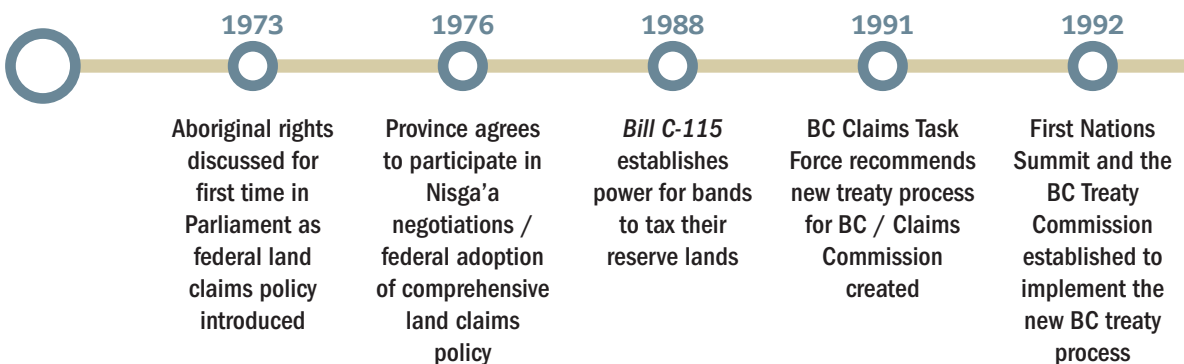 1973
Aboriginal rights
discussed for
first time in
Parliament as
federal land
claims policy
introduced
1976
Province agrees
to participate in
Nisga’a
negotiations /
federal adoption
of comprehensive
land claims
policy
1988
Bill C-115
establishes
power for bands
to tax their
reserve lands
1991
BC Claims Task
Force recommends
new treaty process
for BC / Claims
Commission
created
1992
First Nations
Summit and the
BC Treaty
Commission
established to
implement the
new BC treaty
process